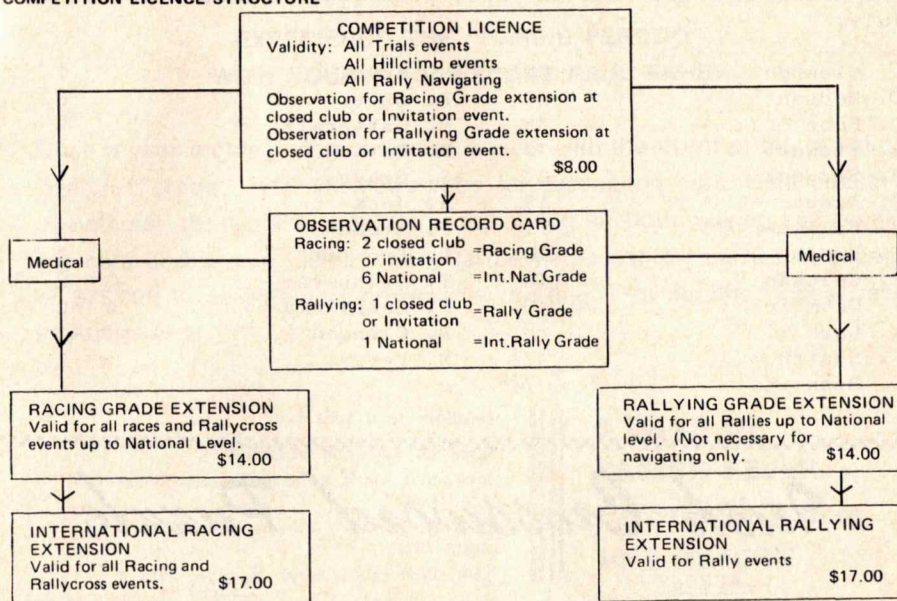 COMPETITION LICENCE STRUCTURE
COMPETITION LICENCE
Validity: All Trials events
All Hillclimb events
All Rally Navigating
Observation for Racing Grade extension at
closed club or Invitation event.
Observation for Rallying Grade extension at
closed club or Invitation event.
$8.00
Medical
OBSERVATION RECORD CARD
Racing: 2 closed club
or invitation =Racing Grade
6 National =Int.Nat.Grade
Rallying: 1 closed club
or Invitation =Rally Grade
1 National =Int.Rally Grade
Medical
RACING GRADE EXTENSION
Valid for all races and Rallycross
events up to National Level.
$14.00
RALLYING GRADE EXTENSION
Valid for all Rallies up to National
level. (Not necessary for
navigating only. $14.00
INTERNATIONAL RACING
EXTENSION
Valid for all Racing and
Rallycross events. $17.00
INTERNATIONAL RALLYING
EXTENSION
Valid for Rally events
$17.00